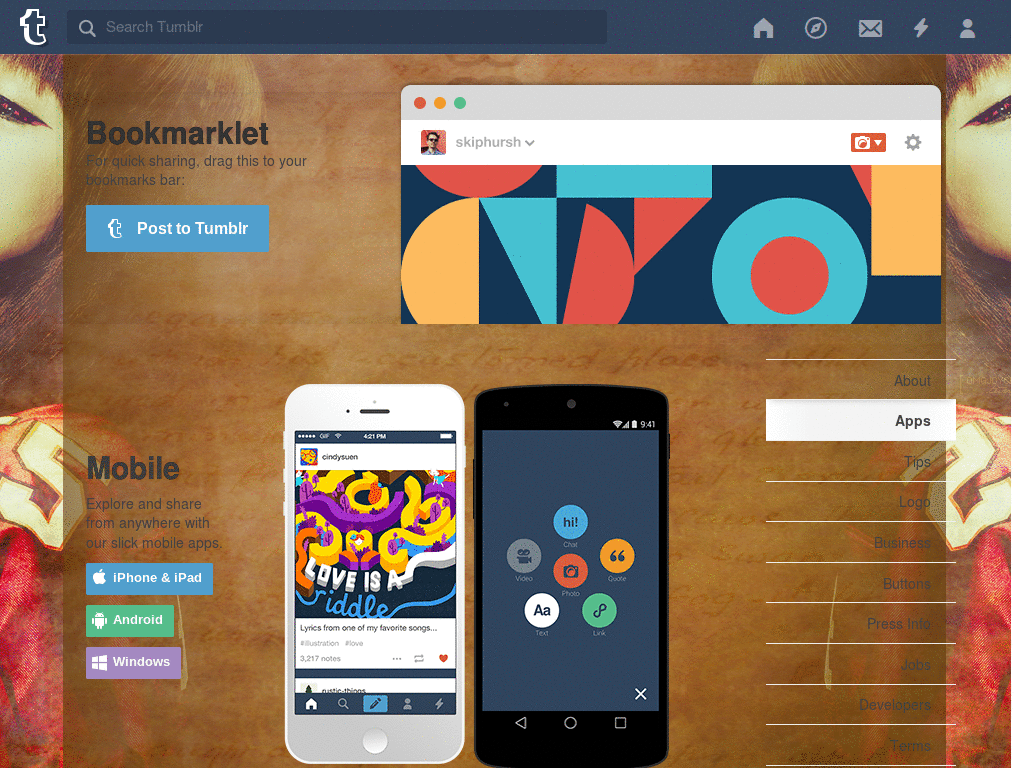 Search Tumblr
Bookmarklet
For quick sharing, drag this to your
bookmarks bar:
Post to Tumblr
skiphursh
About
Apps
Tips
Logo
Business
Buttons
Press Info
Jobs
Developers
Terms
Mobile
Explore and share
from anywhere with
our slick mobile apps.
iPhone & iPad
Android
Windows
GIF
4:21 PM
cindysuen
LOVE IS A
riddle
Lyrics from one of my favorite songs...
#illustration #love
3,217 notes
rustic-things
9:41
hi!
Chat
Video
Photo
Quote
Aa
Text
Link